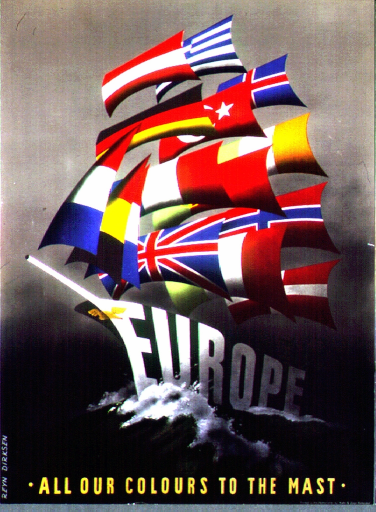 EUROPE
REYN DIRKSEN
· ALL OUR COLOURS TO THE MAST ·